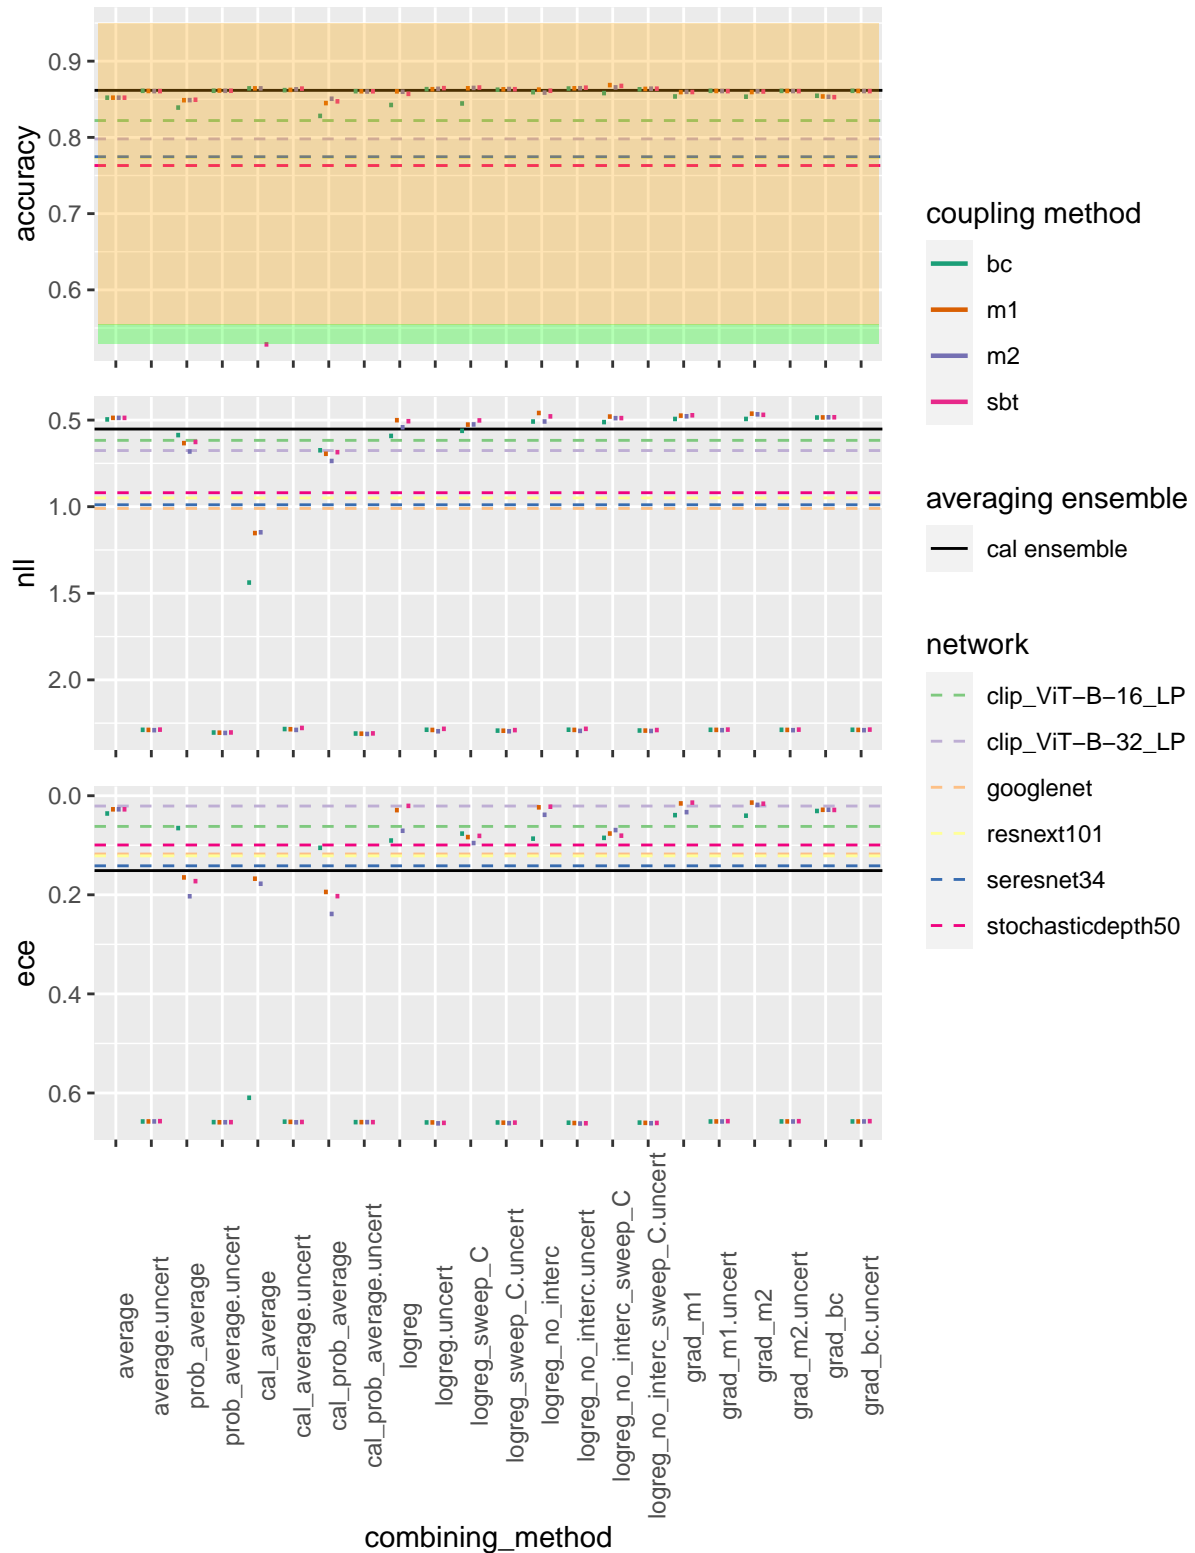 0.9
0.8
0.7
0.6
accuracy
0.5
1.0
1.5
2.0
nll
0.0
0.2
0.4
0.6
ece
average
average.uncert
prob_average
prob_average.uncert
cal_average
cal_average.uncert
cal_prob_average
cal_prob_average.uncert
logreg
logreg.uncert
logreg_sweep_C
logreg_sweep_C.uncert
logreg_no_interc
logreg_no_interc.uncert
logreg_no_interc_sweep_C
logreg_no_interc_sweep_C.uncert
grad_m1
grad_m1.uncert
grad_m2
grad_m2.uncert
grad_bc
grad_bc.uncert
combining_method
coupling method
bc
m1
m2
sbt
averaging ensemble
cal ensemble
network
clip_ViT−B−16_LP
clip_ViT−B−32_LP
googlenet
resnext101
seresnet34
stochasticdepth50